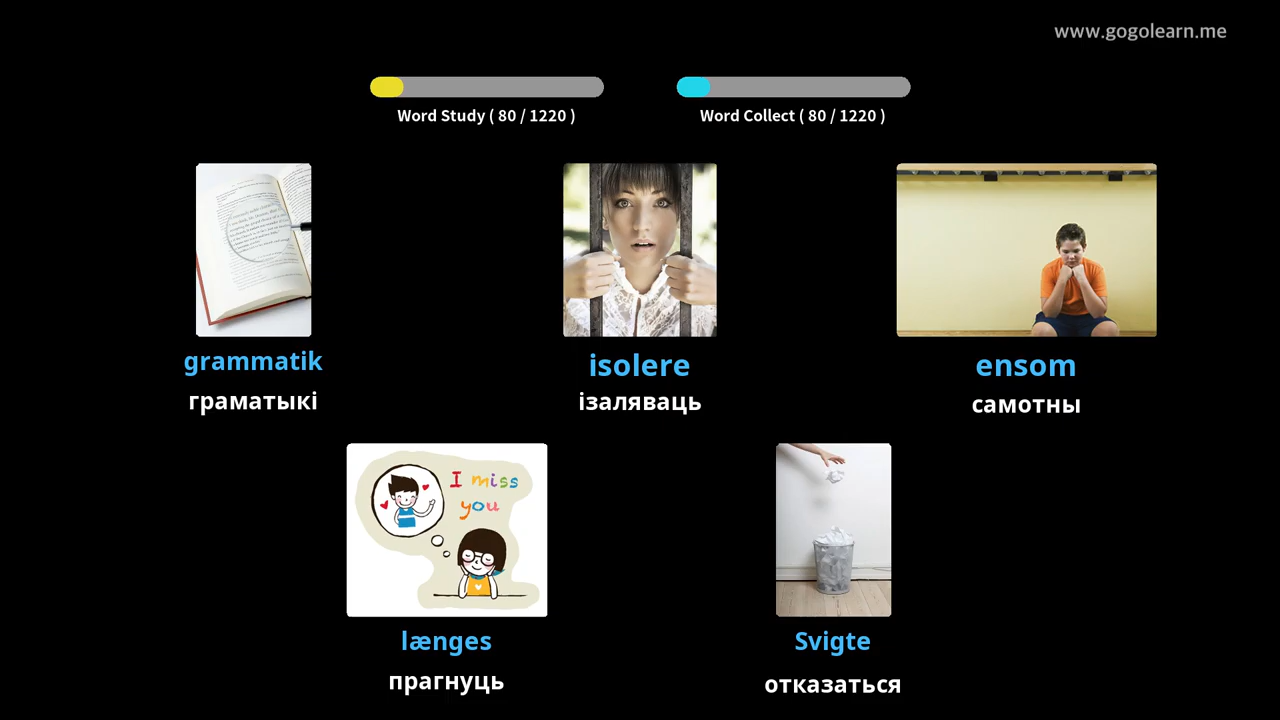 www.gogolearn.me
Word Study ( 80 / 1220 )
Word Collect ( 80 / 1220 )
grammatik
граматыкі
isolere
ізаляваць
ensom
самотны
I miss
you
længes
прагнуць
Svigte
отказаться